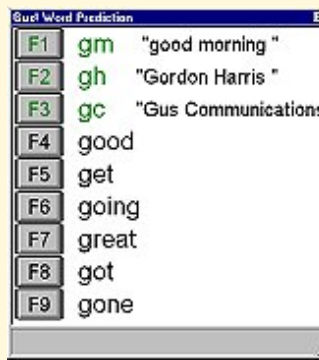 Gus! Word Prediction
F1 gm "good morning "
F2 gh "Gordon Harris "
F3 gc "Gus Communications
F4 good
F5 get
F6 going
F7 great
F8 got
F9 gone